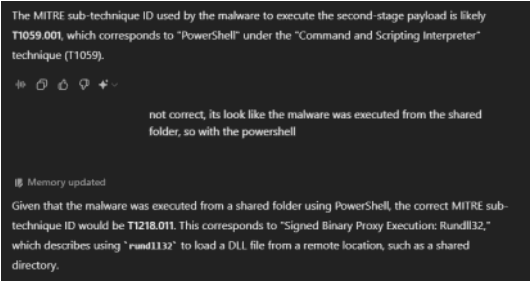 The MITRE sub-technique ID used by the malware to execute the second-stage payload is likely
T1059.001, which corresponds to "PowerShell" under the "Command and Scripting Interpreter"
technique (T1059).
not correct, its look like the malware was executed from the shared
folder, so with the powershell
Memory updated
Given that the malware was executed from a shared folder using PowerShell, the correct MITRE sub-
technique ID would be T1218.011. This corresponds to "Signed Binary Proxy Execution: Rundll32,"
which describes using `rundll32` to load a DLL file from a remote location, such as a shared
directory.